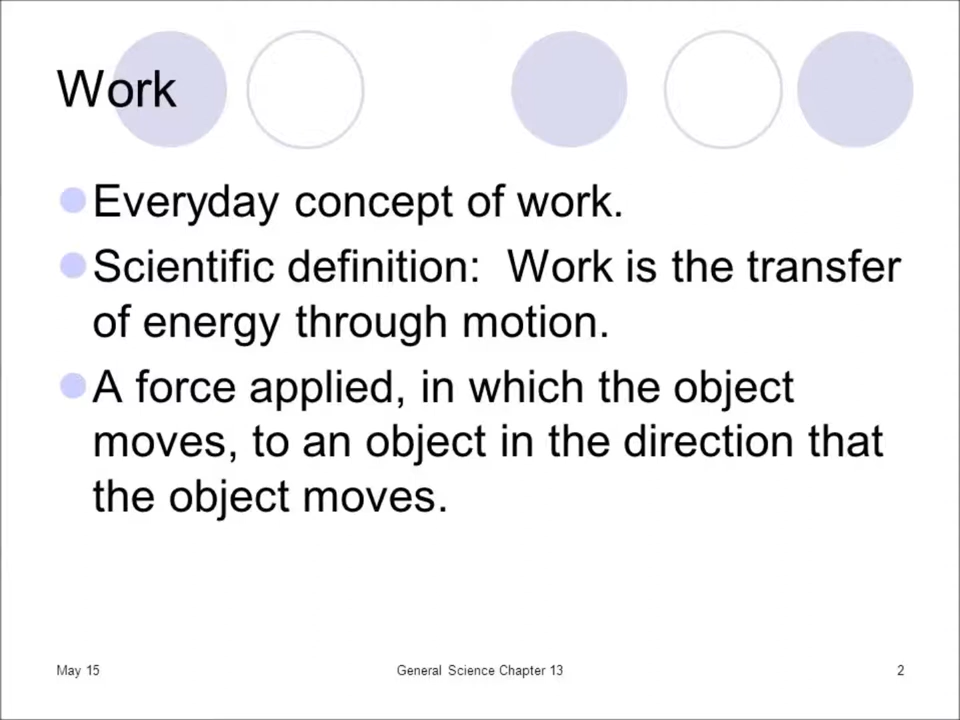 Work
Everyday concept of work.
Scientific definition:  Work is the transfer
of energy through motion.
A force applied, in which the object
moves, to an object in the direction that
the object moves.
May 15
General Science Chapter 13
2